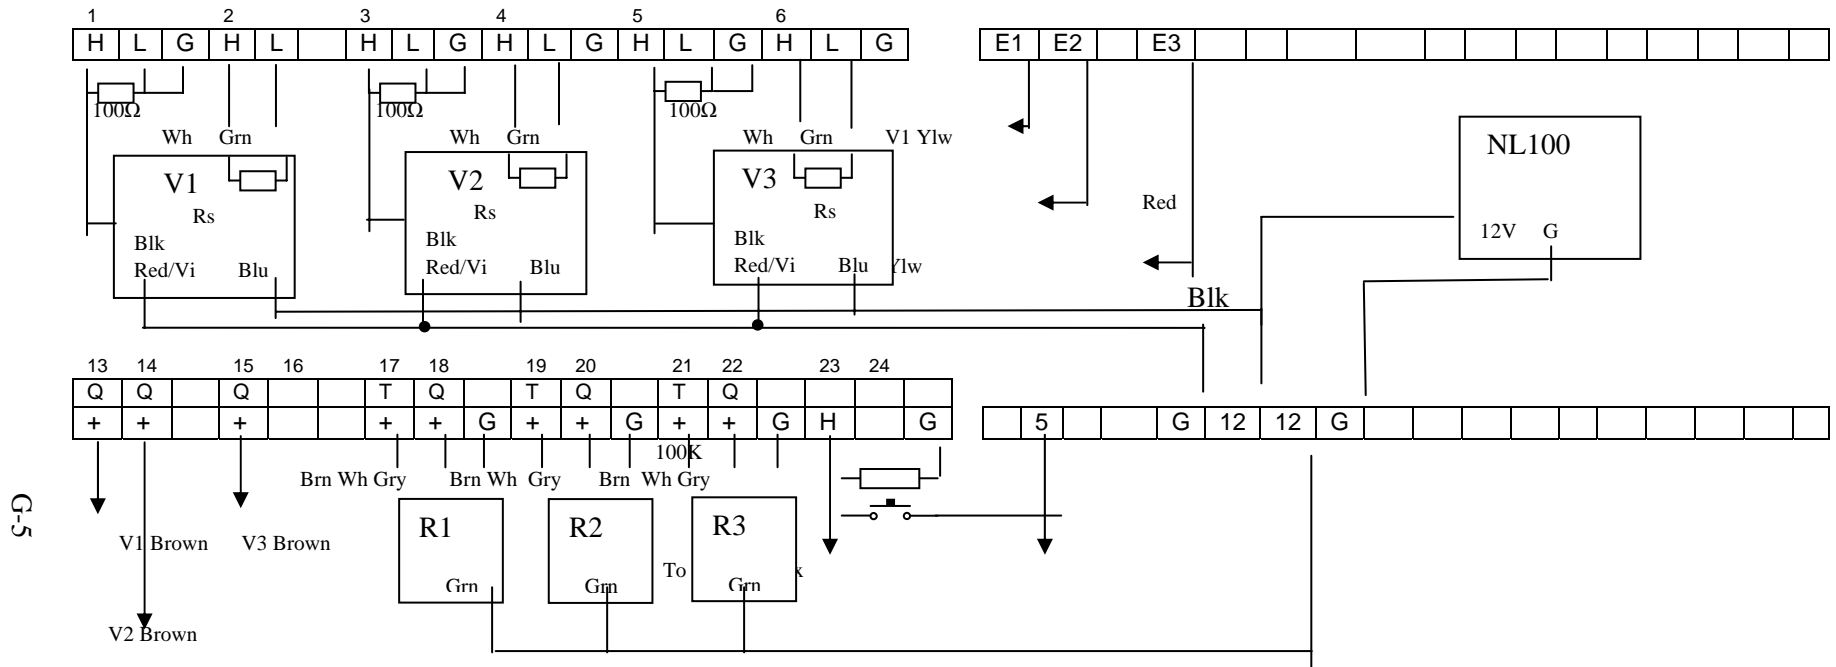 1 2 3 4 5 6
H L G H L H L G H L G H L G H L G E1 E2 E3
100Ω 100Ω 100Ω
Wh Grn Wh Grn Wh Grn V1 Ylw
NL100
V1 V2 V3
Rs Rs Rs Red
Blk Blk Blk 12V G
Red/Vi Blu Red/Vi Blu Red/Vi Blu Ylw
Blk
13 14 15 16 17 18 19 20 21 22 23 24
Q Q Q T Q T Q T Q
+ + + + + G + + G + + G H G 5 G 12 12 G
100K
Brn Wh Gry Brn Wh Gry Brn Wh Gry
G-5
R1 R2 R3
V1 Brown V3 Brown
To
Grn Grn Grn
V2 Brown